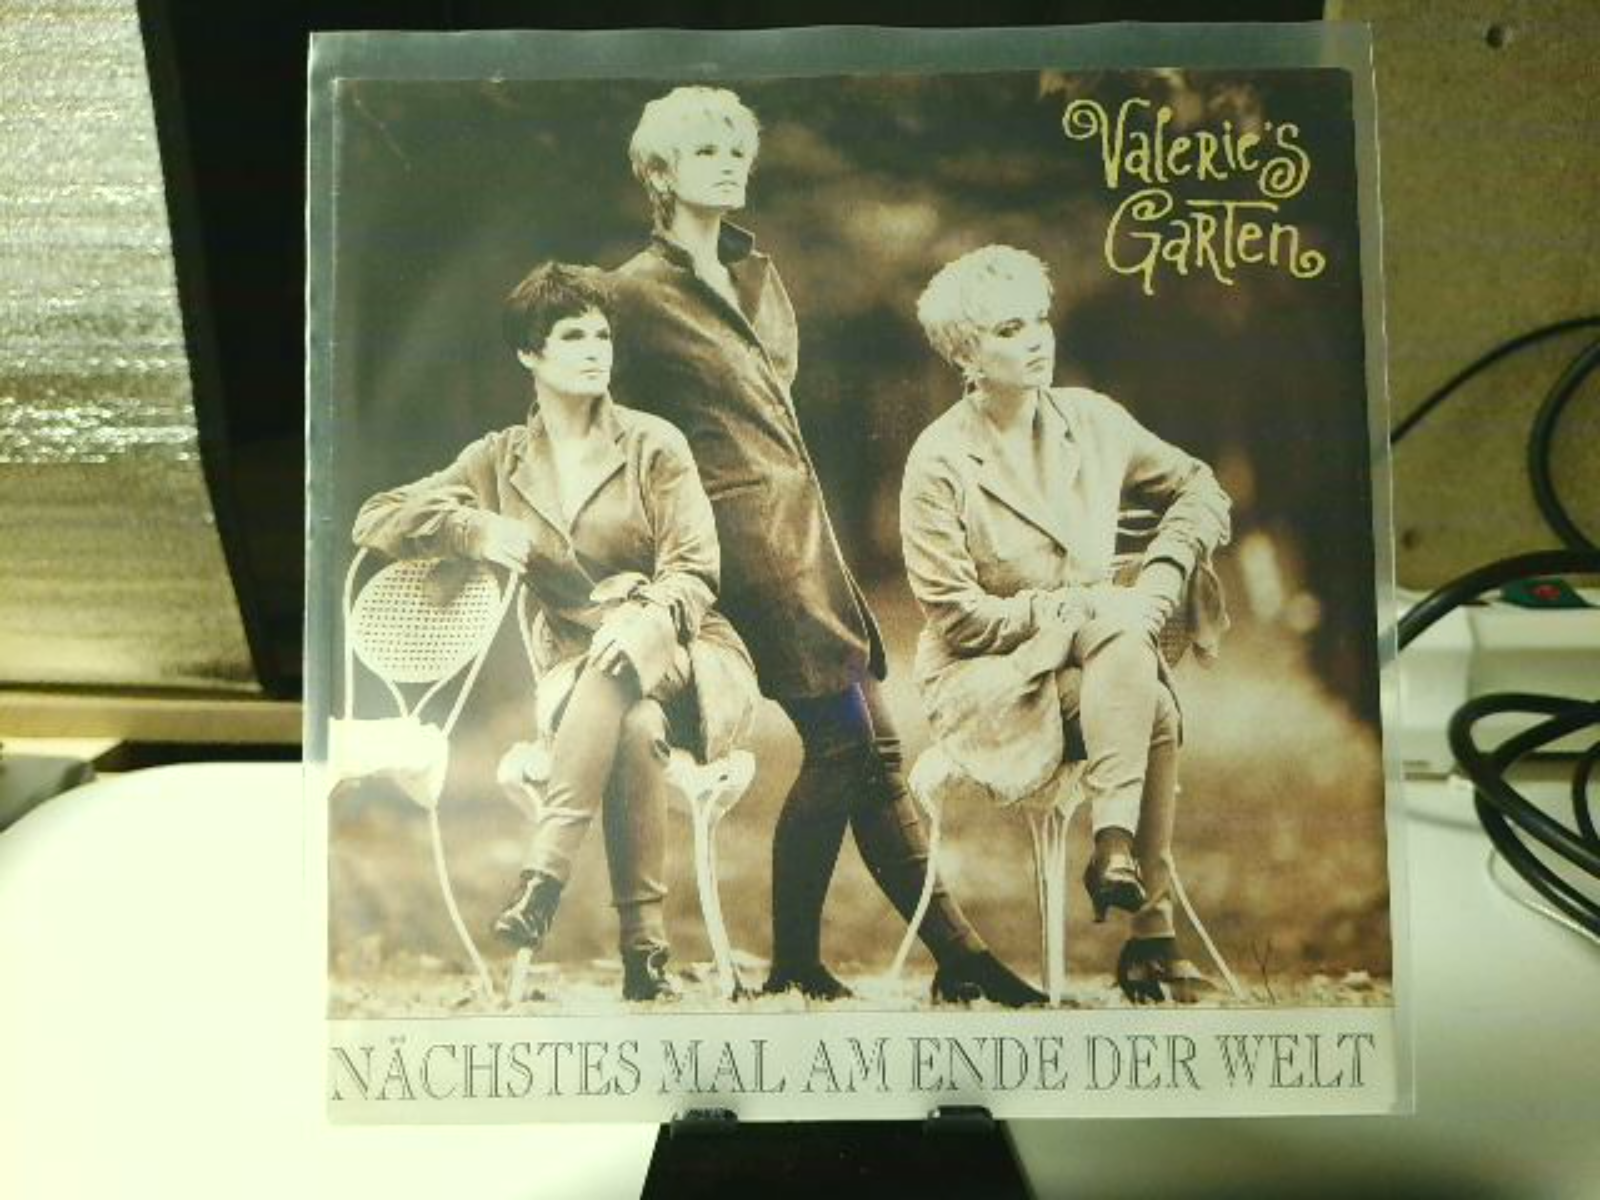 Valerie's
Garten
NÄCHSTES MAL AM ENDE DER WELT